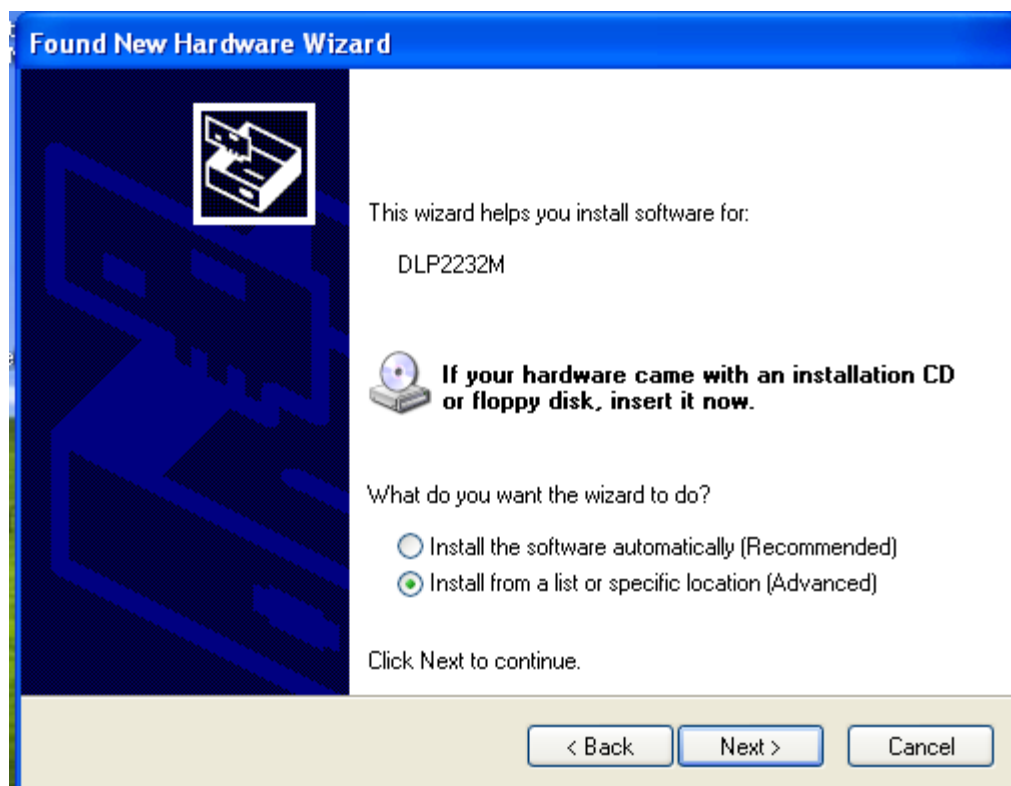 Found New Hardware Wizard
This wizard helps you install software for:
DLP2232M
If your hardware came with an installation CD
or floppy disk, insert it now.
What do you want the wizard to do?
Install the software automatically (Recommended)
Install from a list or specific location (Advanced)
Click Next to continue.
< Back Next > Cancel